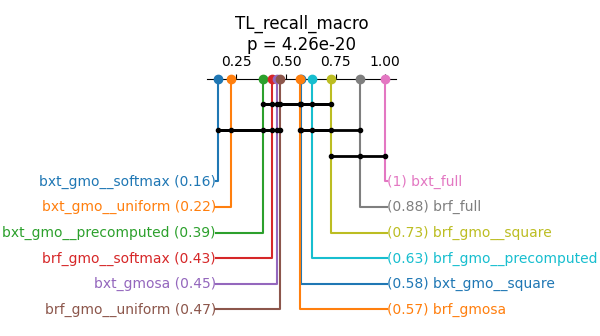 TL_recall_macro
p = 4.26e-20
0.25 0.50 0.75 1.00
bxt_gmo__softmax (0.16) (1) bxt_full
bxt_gmo__uniform (0.22) (0.88) brf_full
bxt_gmo__precomputed (0.39) (0.73) brf_gmo__square
brf_gmo__softmax (0.43) (0.63) brf_gmo__precomputed
bxt_gmosa (0.45) (0.58) bxt_gmo__square
brf_gmo__uniform (0.47) (0.57) brf_gmosa